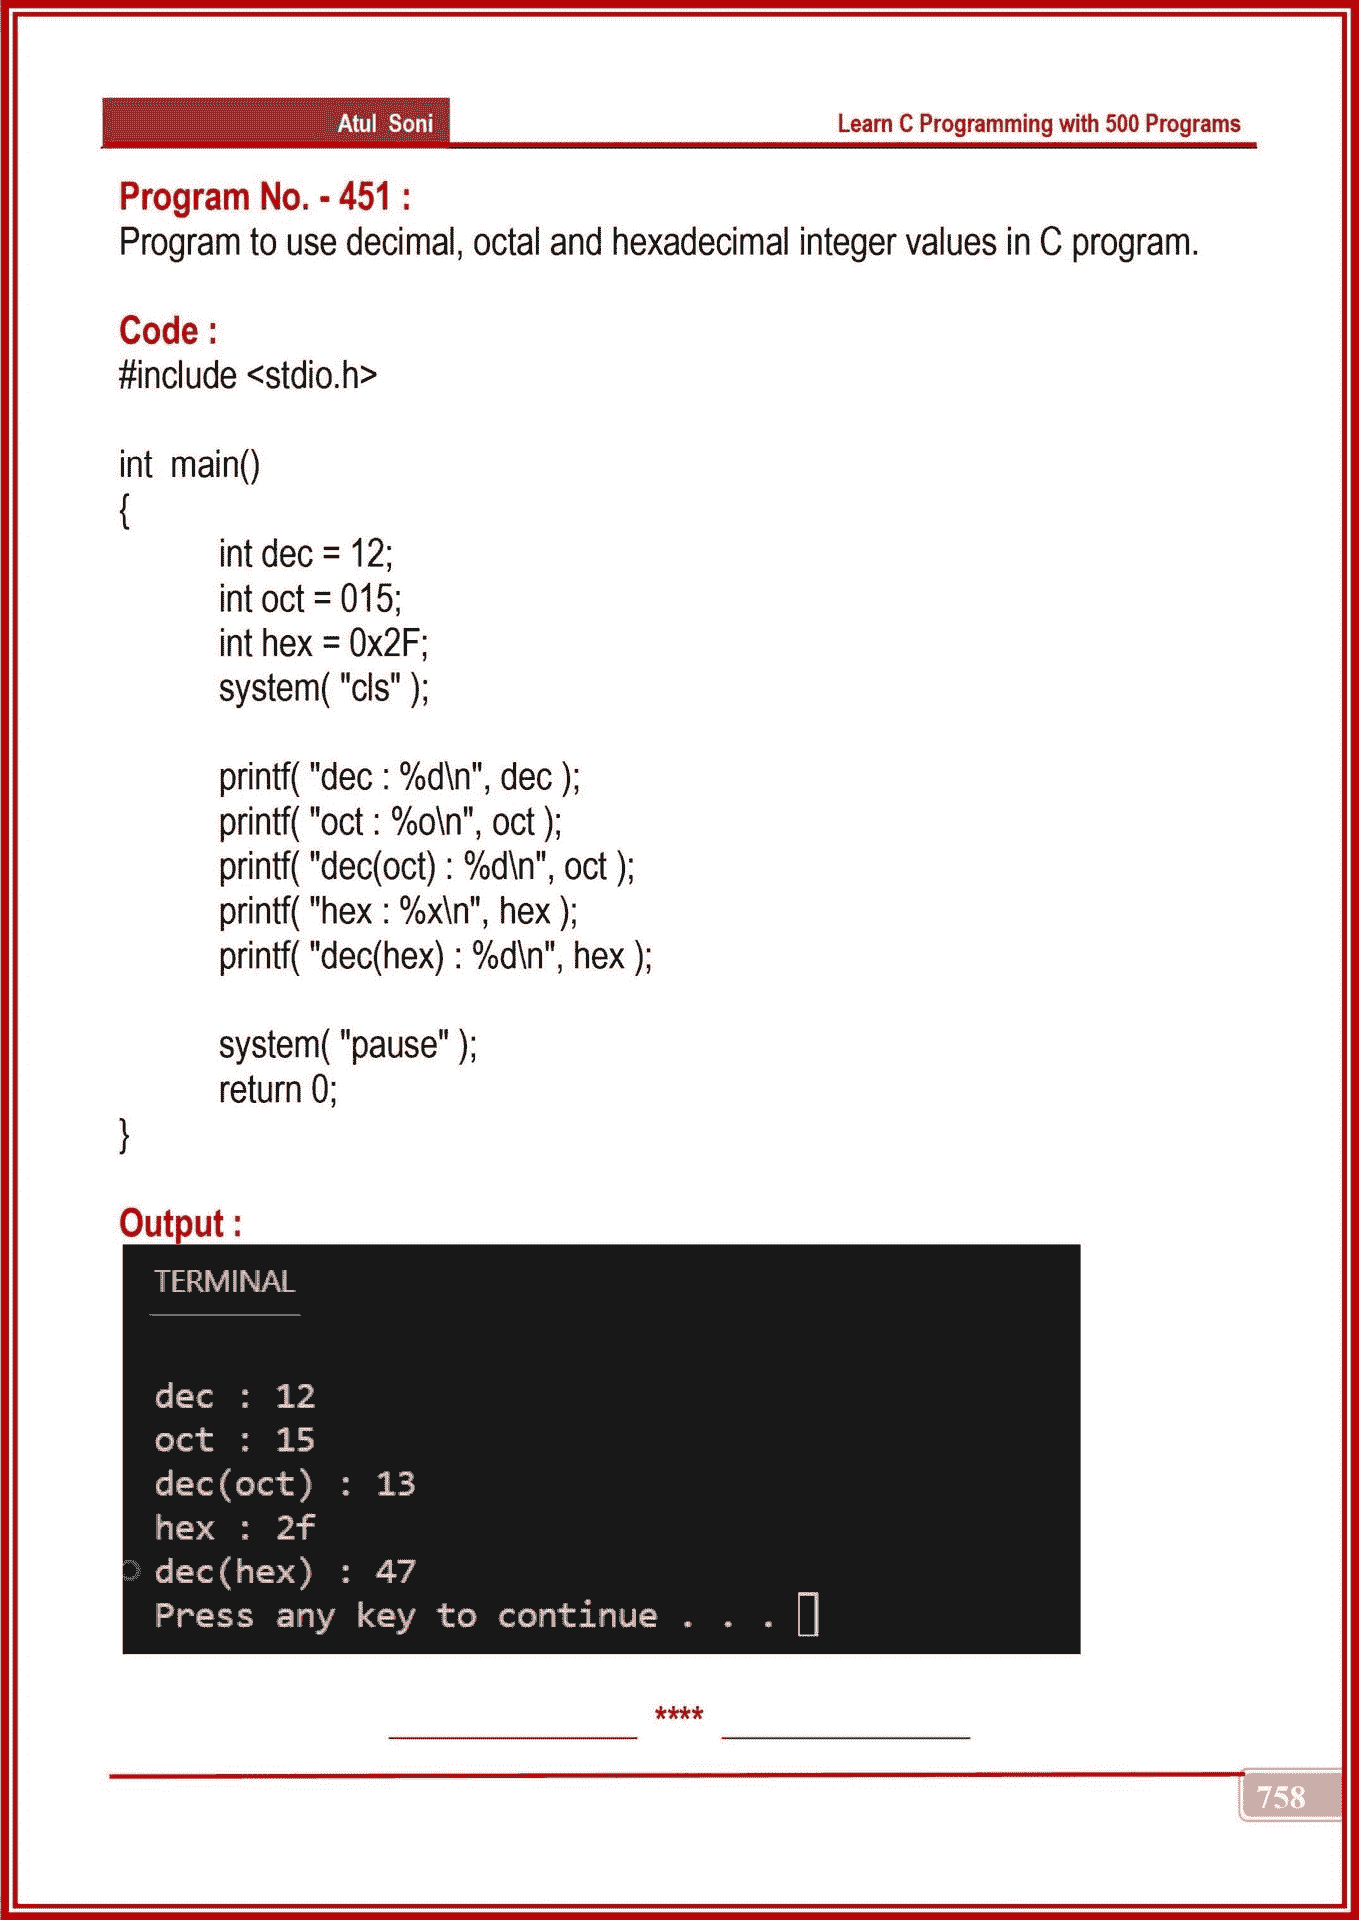 Atul Soni
Learn C Programming with 500 Programs
Program No. - 451 :
Program to use decimal, octal and hexadecimal integer values in C program.
Code :
#include <stdio.h>
int main()
{
int dec = 12;
int oct = 015;
int hex = 0x2F;
system( "cls" );
printf( "dec : %d\n", dec );
printf( "oct : %o\n", oct );
printf( "dec(oct) : %d\n", oct );
printf( "hex : %x\n", hex );
printf( "dec(hex) : %d\n", hex );
system( "pause" );
return 0;
}
Output :
TERMINAL
dec : 12
oct : 15
dec(oct) : 13
hex : 2f
dec(hex) : 47
Press any key to continue . . .
****
758